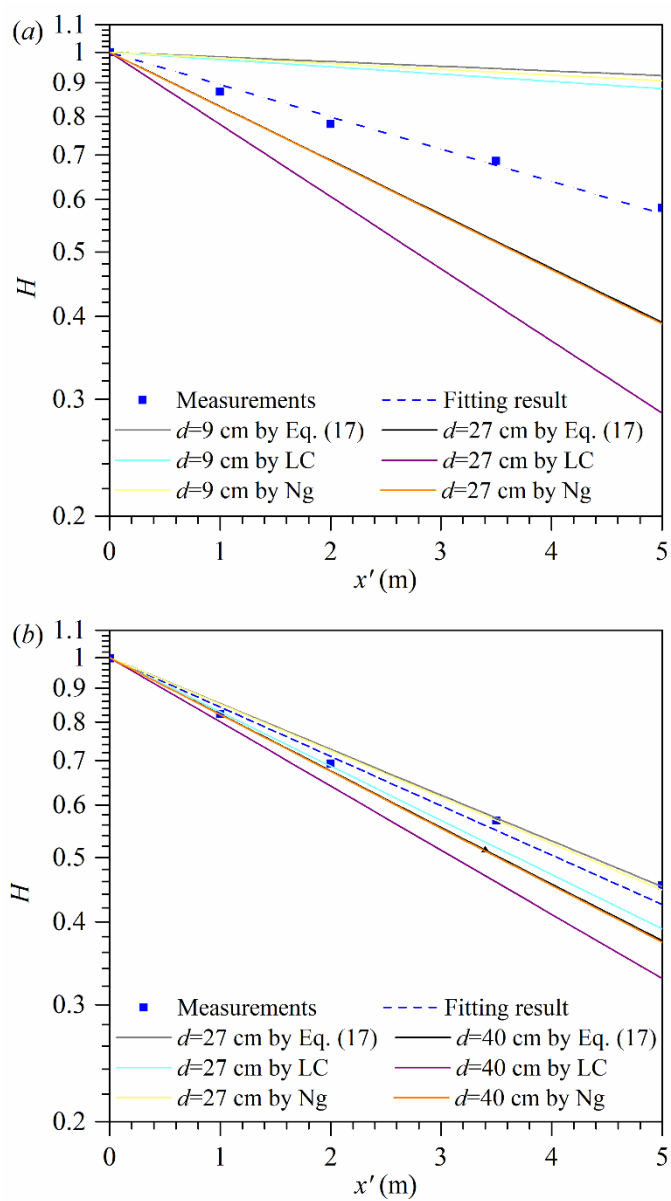 (a)
1.1
1
0.9
0.8
0.7
0.6
0.5
0.4
0.3
0.2
H
Measurements Fitting result
d=9 cm by Eq. (17) d=27 cm by Eq. (17)
d=9 cm by LC d=27 cm by LC
d=9 cm by Ng d=27 cm by Ng
0 1 2 3 4 5
x′ (m)
(b)
1.1
1
0.9
0.8
0.7
0.6
0.5
0.4
0.3
0.2
H
Measurements Fitting result
d=27 cm by Eq. (17) d=40 cm by Eq. (17)
d=27 cm by LC d=40 cm by LC
d=27 cm by Ng d=40 cm by Ng
0 1 2 3 4 5
x′ (m)